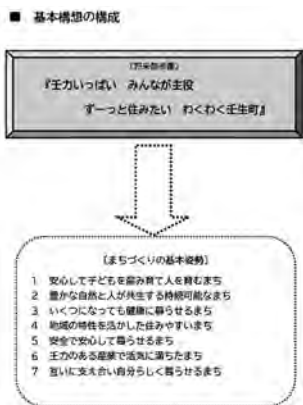 ■ 基本構想の構成
『壬力いっぱい みんなが主役
ずーっと住みたい わくわく壬生町』
［まちづくりの基本姿勢］
1 安心して子どもを産み育て人を育むまち
2 豊かな自然と人が共生する持続可能なまち
3 いくつになっても健康に暮らせるまち
4 地域の特性を活かした住みやすいまち
5 安全で安心して暮らせるまち
6 壬力のある産業で活気に満ちたまち
7 互いに支え合い自分らしく暮らせるまち